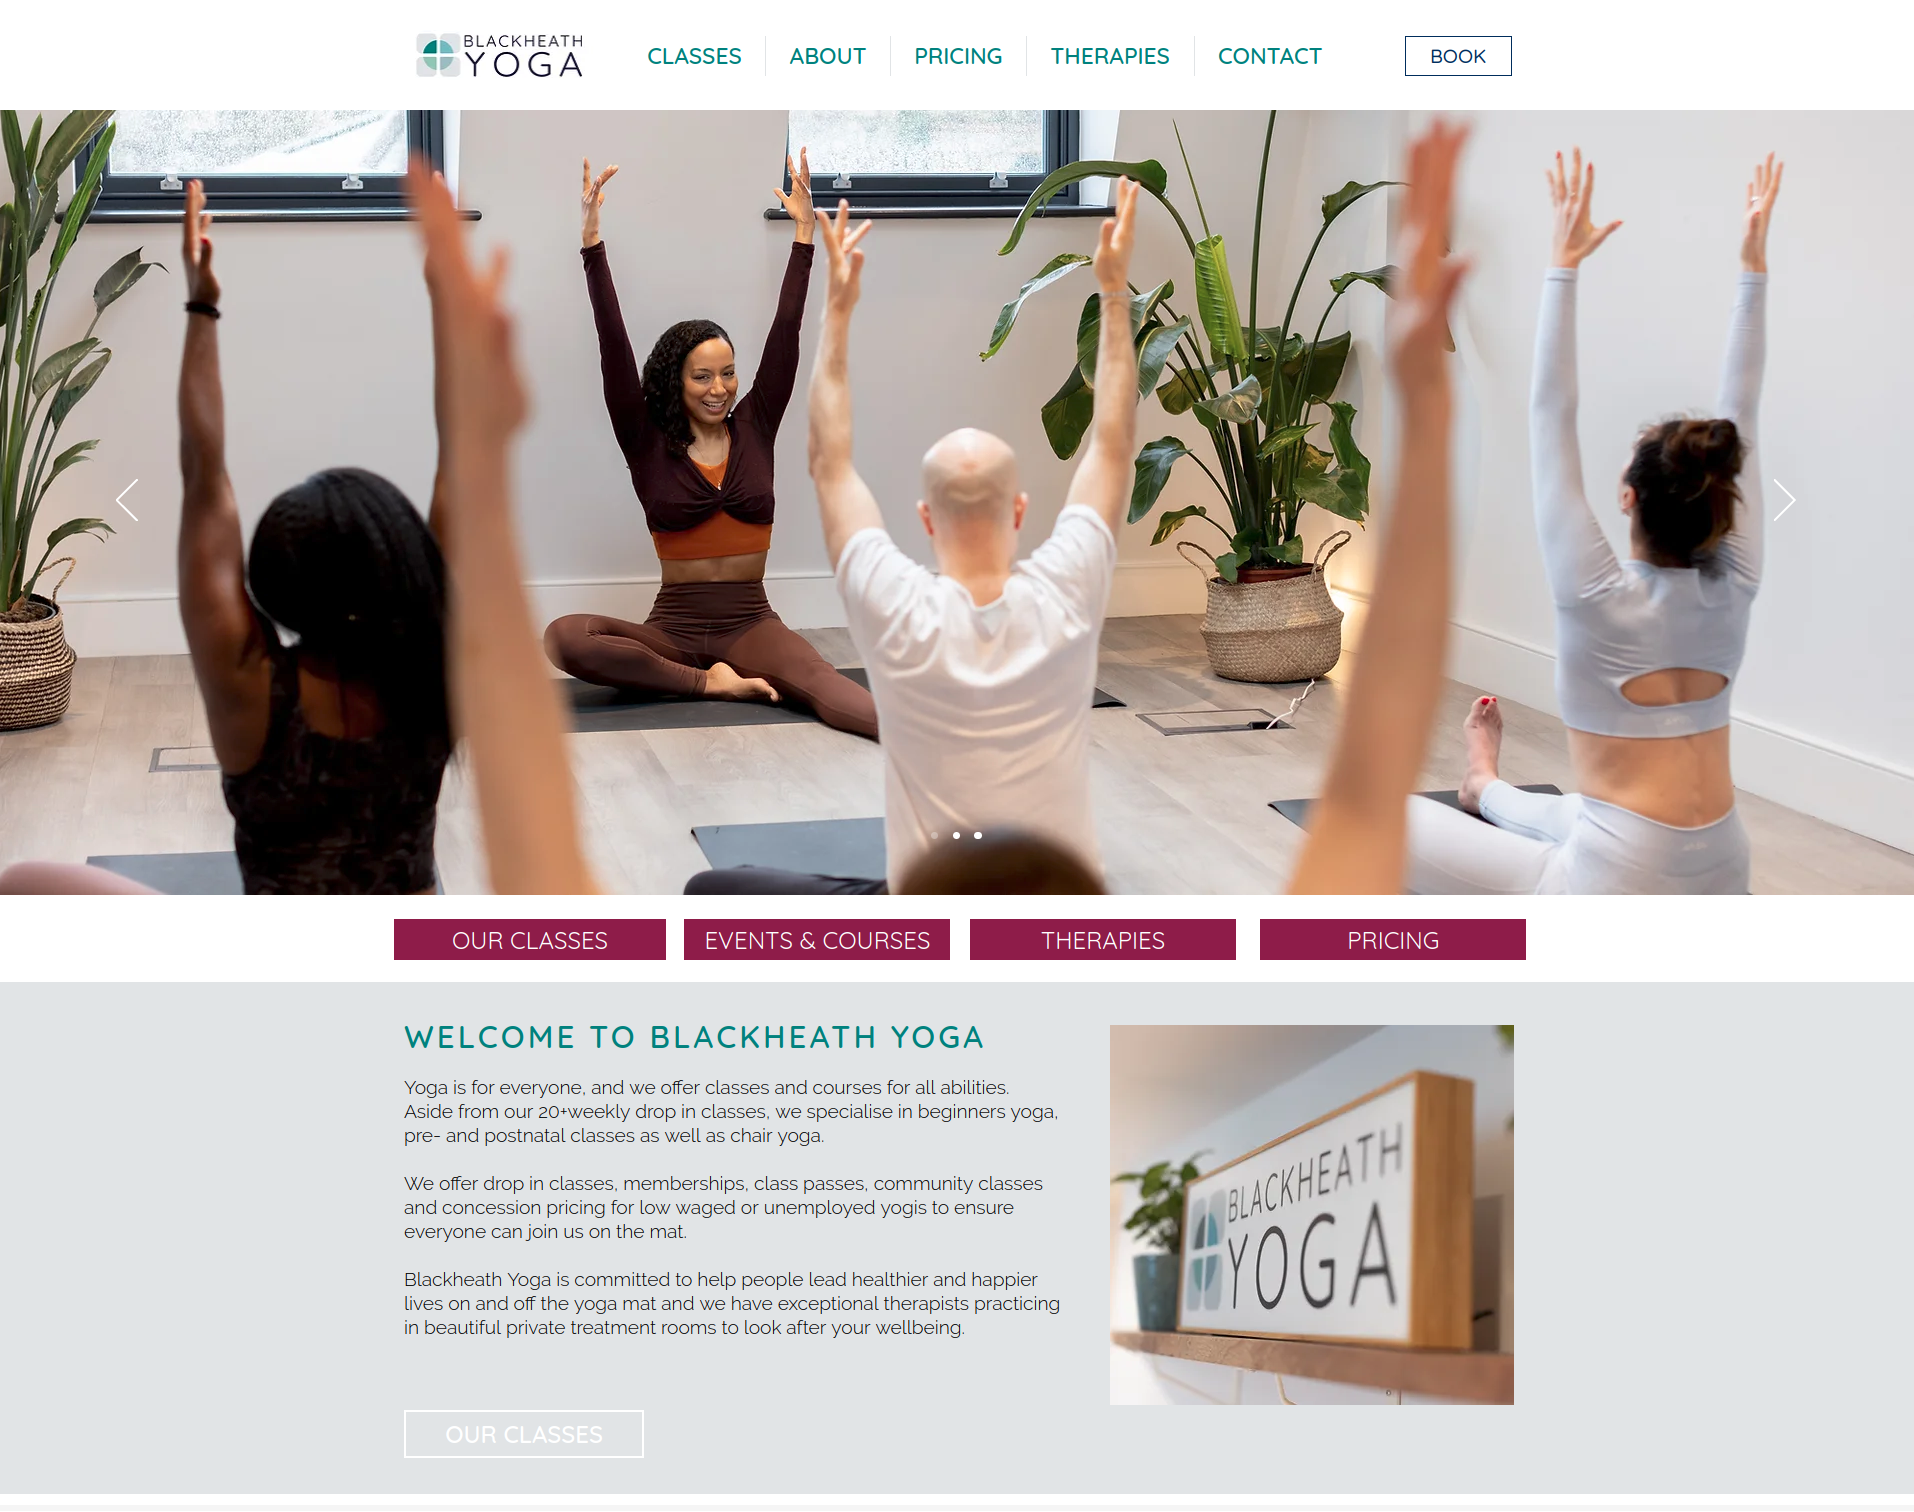 BLACKHEATH
YOGA
CLASSES
ABOUT
PRICING
THERAPIES
CONTACT
BOOK
OUR CLASSES
EVENTS & COURSES
THERAPIES
PRICING
WELCOME TO BLACKHEATH YOGA
Yoga is for everyone, and we offer classes and courses for all abilities.
Aside from our 20+weekly drop in classes, we specialise in beginners yoga,
pre- and postnatal classes as well as chair yoga.
We offer drop in classes, memberships, class passes, community classes
and concession pricing for low waged or unemployed yogis to ensure
everyone can join us on the mat.
Blackheath Yoga is committed to help people lead healthier and happier
lives on and off the yoga mat and we have exceptional therapists practicing
in beautiful private treatment rooms to look after your wellbeing.
OUR CLASSES
BLACKHEATH
YOGA